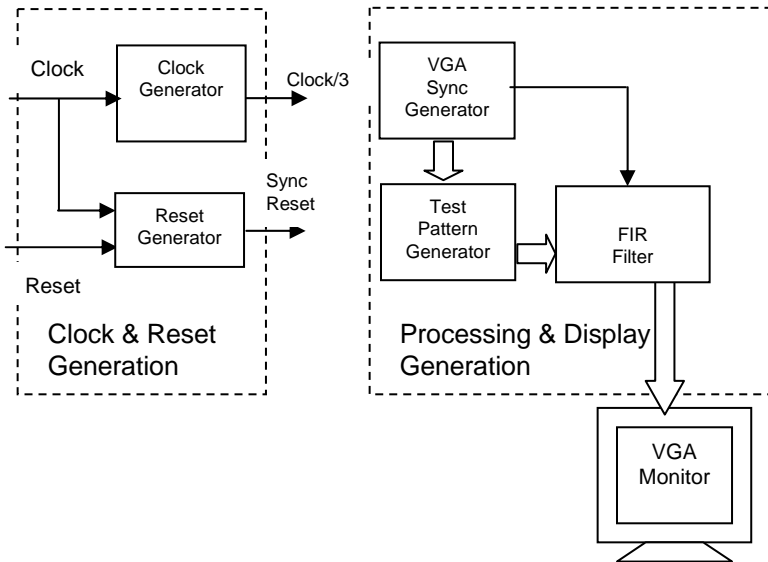 Clock
Clock
Generator
Clock/3
Sync
Reset
Reset
Generator
Reset
Clock & Reset
Generation
VGA
Sync
Generator
Test
Pattern
Generator
FIR
Filter
Processing & Display
Generation
VGA
Monitor